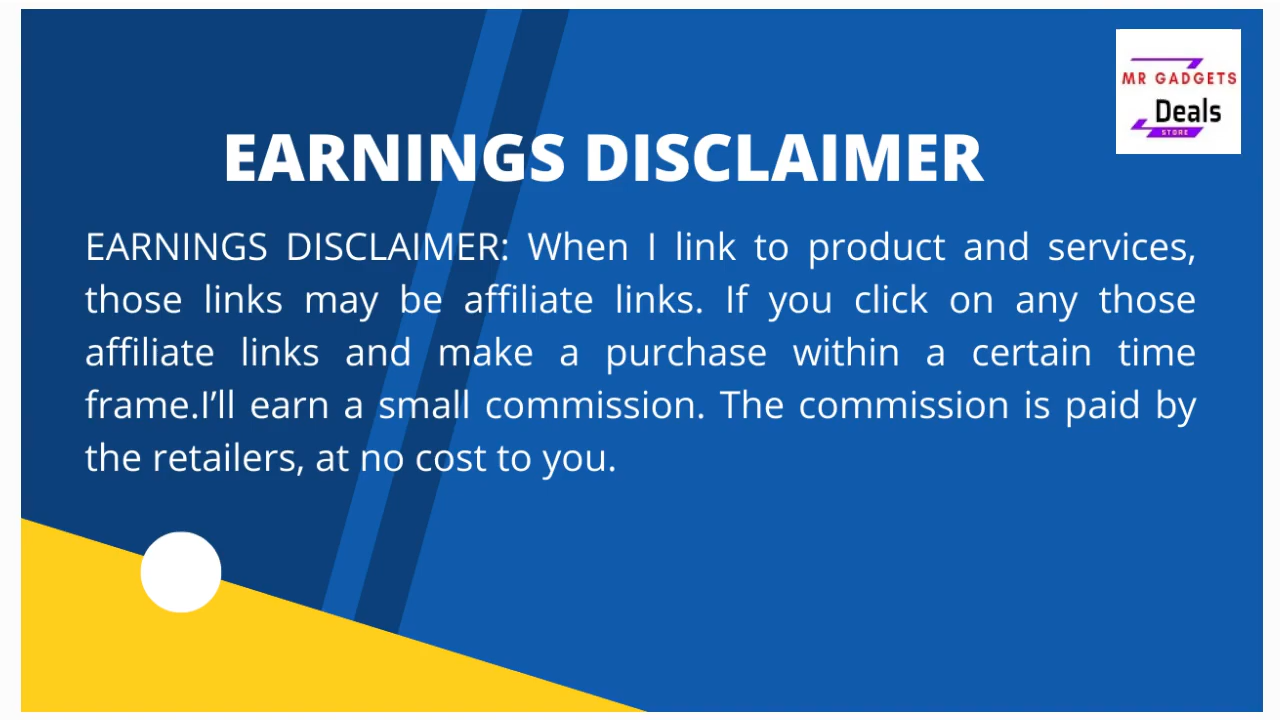 MR GADGETS
Deals
STORE
EARNINGS DISCLAIMER
EARNINGS DISCLAIMER: When I link to product and services,
those links may be affiliate links. If you click on any those
affiliate links and make a purchase within a certain time
frame.I’ll earn a small commission. The commission is paid by
the retailers, at no cost to you.